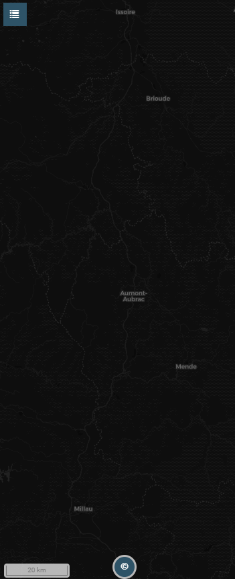 Issoire
Brioude
Aumont-
Aubrac
Mende
Millau
20 km
©